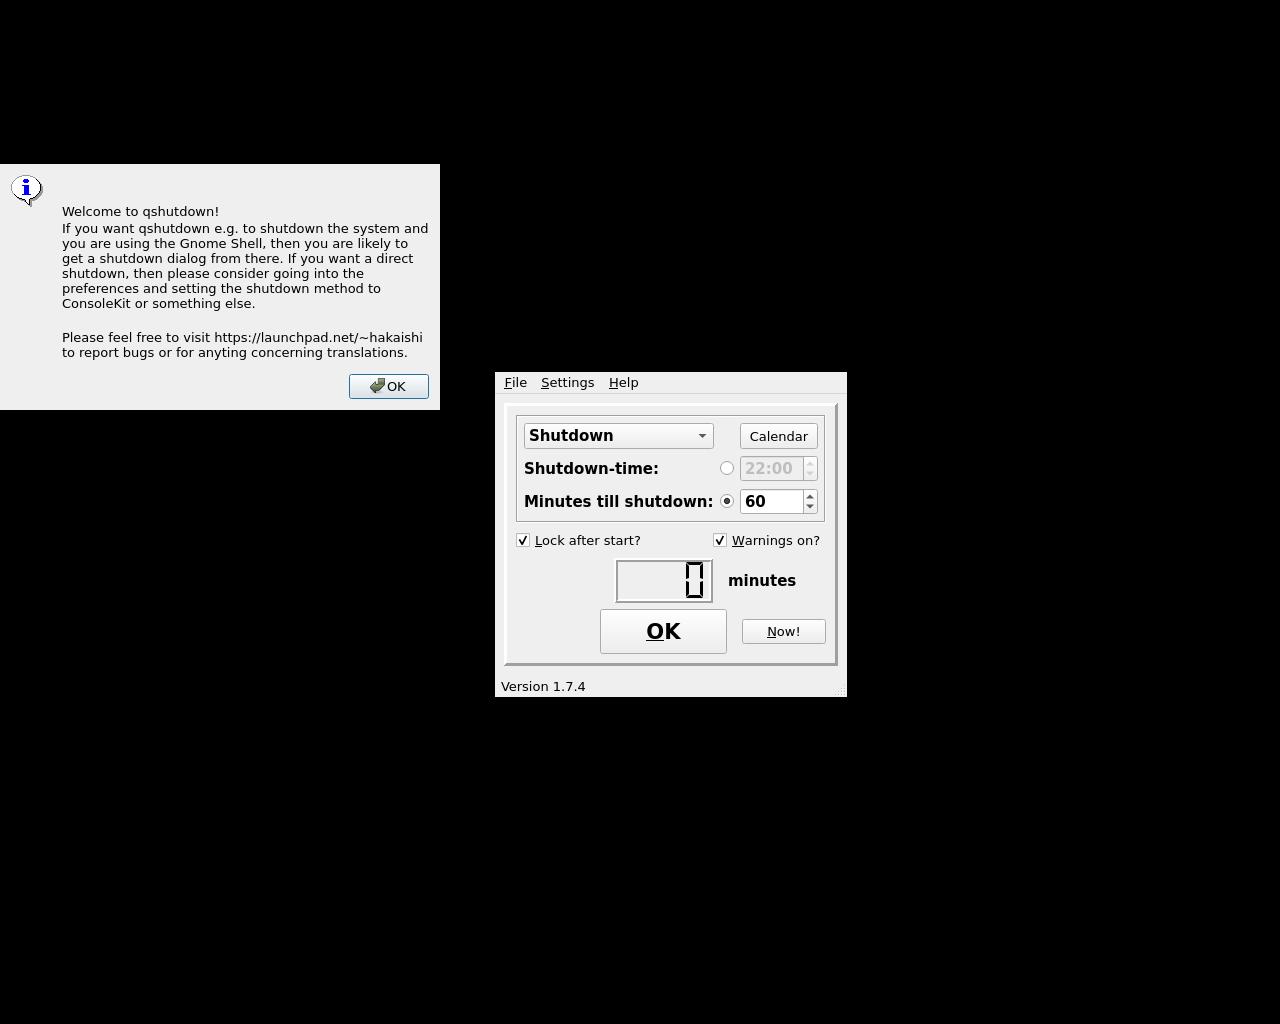 Welcome to qshutdown!
If you want qshutdown e.g. to shutdown the system and
you are using the Gnome Shell, then you are likely to
get a shutdown dialog from there. If you want a direct
shutdown, then please consider going into the
preferences and setting the shutdown method to
ConsoleKit or something else.
Please feel free to visit https://launchpad.net/~hakaishi
to report bugs or for anyting concerning translations.
OK
File Settings Help
Shutdown Calendar
Shutdown-time: 22:00
Minutes till shutdown: 60
Lock after start? Warnings on?
0 minutes
OK Now!
Version 1.7.4